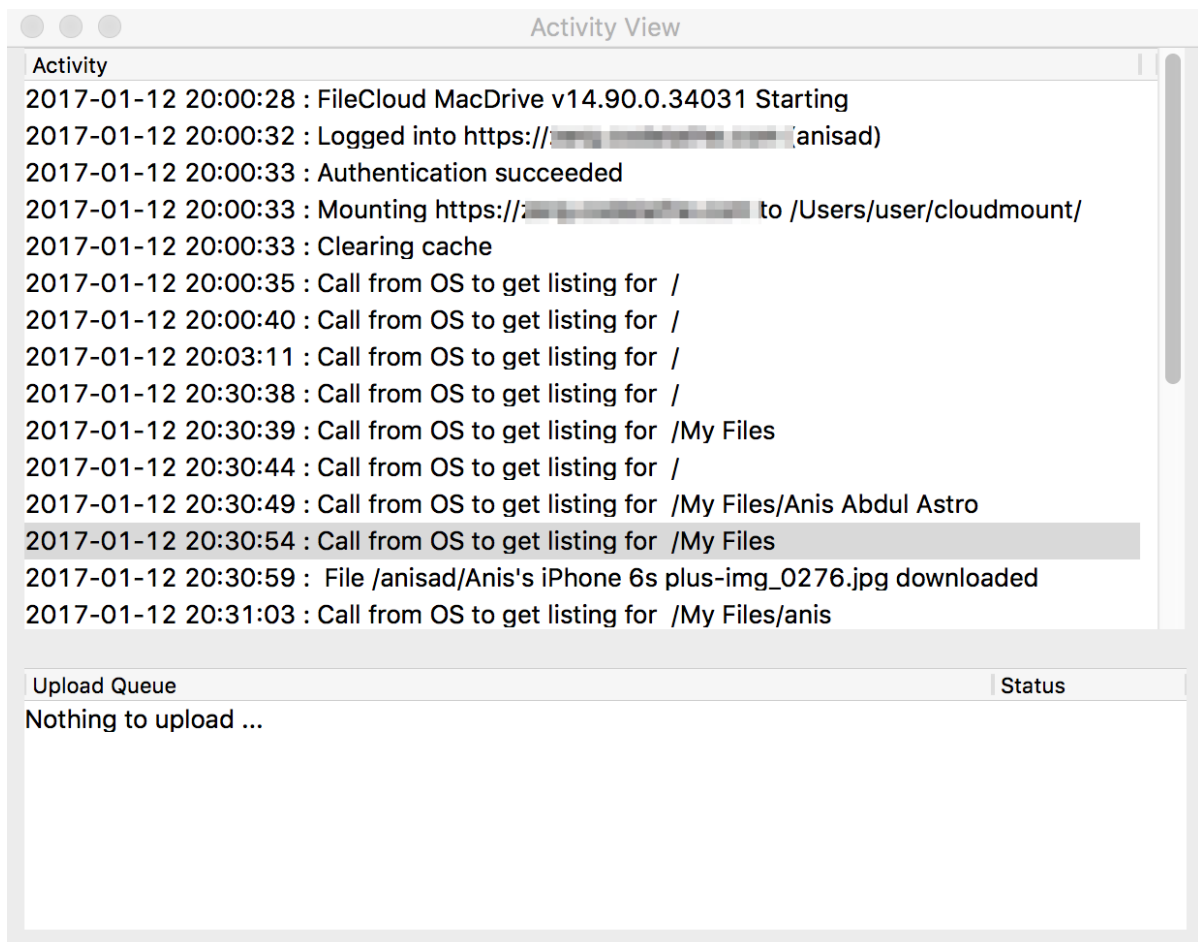 Activity View
Activity
2017-01-12 20:00:28 : FileCloud MacDrive v14.90.0.34031 Starting
2017-01-12 20:00:32 : Logged into https:// (anisad)
2017-01-12 20:00:33 : Authentication succeeded
2017-01-12 20:00:33 : Mounting https:// to /Users/user/cloudmount/
2017-01-12 20:00:33 : Clearing cache
2017-01-12 20:00:35 : Call from OS to get listing for  /
2017-01-12 20:00:40 : Call from OS to get listing for  /
2017-01-12 20:03:11 : Call from OS to get listing for  /
2017-01-12 20:30:38 : Call from OS to get listing for  /
2017-01-12 20:30:39 : Call from OS to get listing for  /My Files
2017-01-12 20:30:44 : Call from OS to get listing for  /
2017-01-12 20:30:49 : Call from OS to get listing for  /My Files/Anis Abdul Astro
2017-01-12 20:30:54 : Call from OS to get listing for  /My Files
2017-01-12 20:30:59 :  File /anisad/Anis's iPhone 6s plus-img_0276.jpg downloaded
2017-01-12 20:31:03 : Call from OS to get listing for  /My Files/anis
Upload Queue Status
Nothing to upload ...